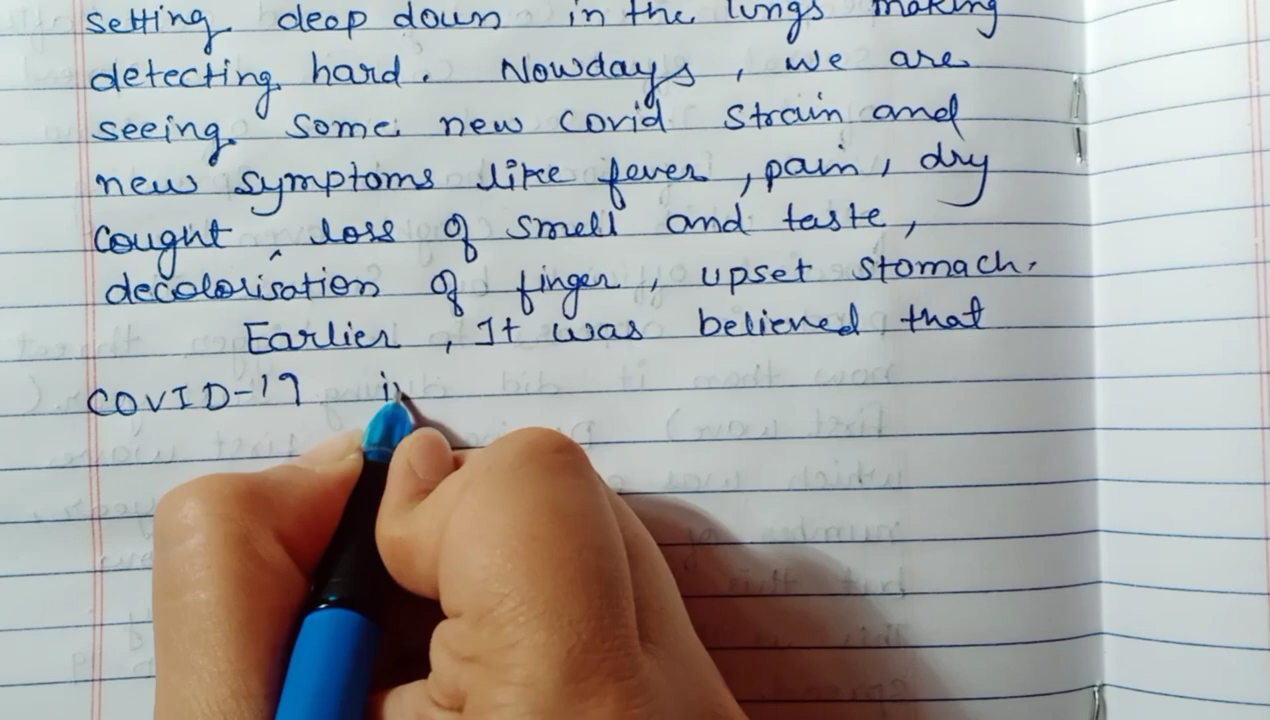 setting deep down in the lungs making
detecting hard. Nowdays, we are
seeing some new covid strain and
new symptoms like fever, pain, dry
cought, loss of smell and taste,
decolorisation of finger, upset stomach.
Earlier, It was believed that
COVID-19 is